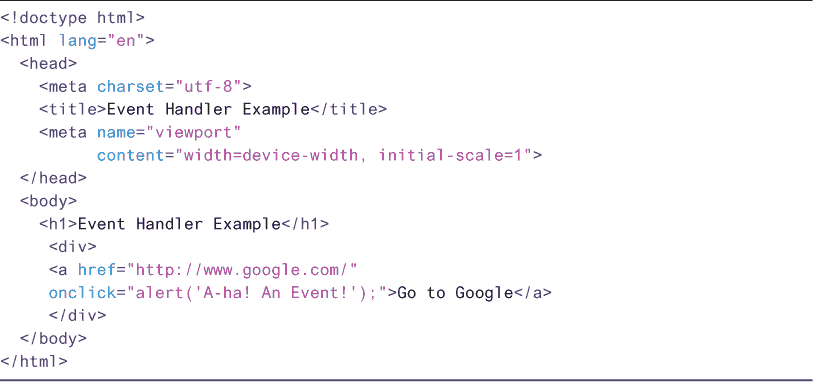 <!doctype html>
<html lang="en">
  <head>
    <meta charset="utf-8">
    <title>Event Handler Example</title>
    <meta name="viewport"
          content="width=device-width, initial-scale=1">
  </head>
  <body>
    <h1>Event Handler Example</h1>
     <div>
     <a href="http://www.google.com/"
     onclick="alert('A-ha! An Event!');">Go to Google</a>
     </div>
  </body>
</html>